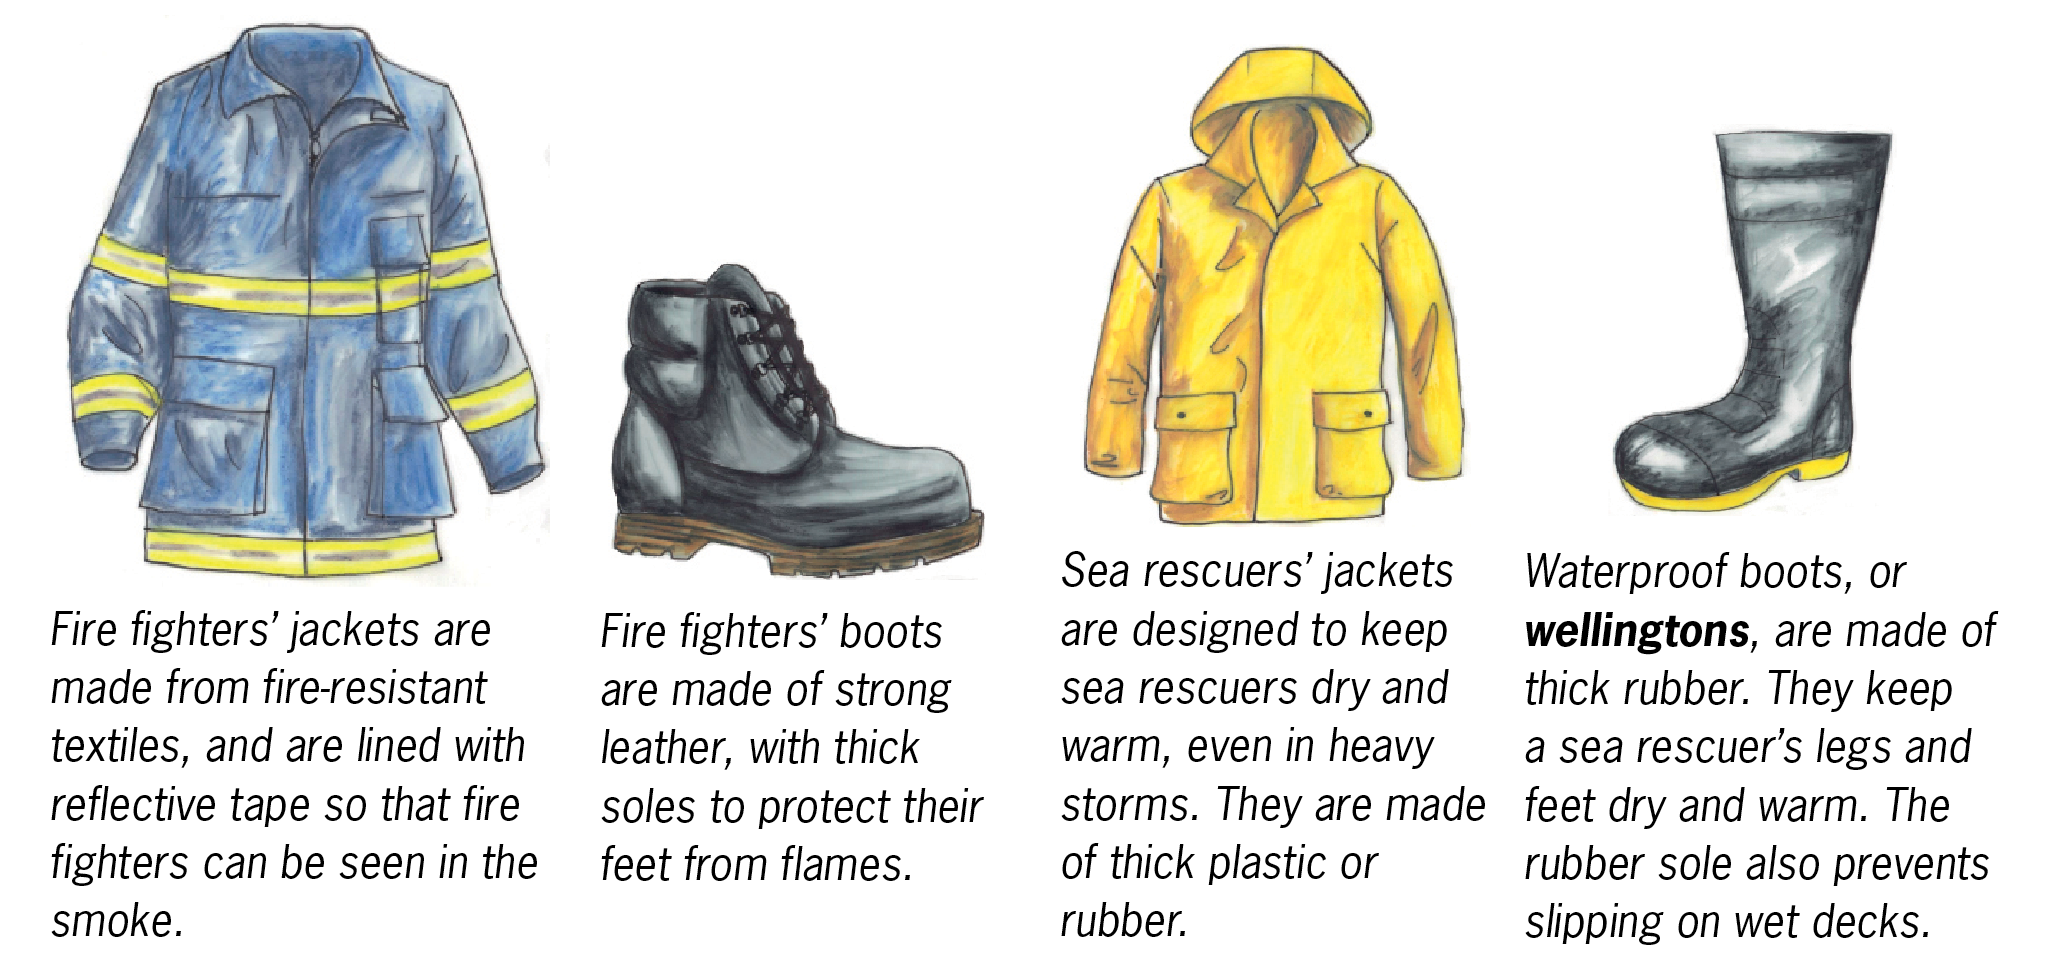 Fire fighters’ jackets are
made from fire-resistant
textiles, and are lined with
reflective tape so that fire
fighters can be seen in the
smoke.
Fire fighters’ boots
are made of strong
leather, with thick
soles to protect their
feet from flames.
Sea rescuers’ jackets
are designed to keep
sea rescuers dry and
warm, even in heavy
storms. They are made
of thick plastic or
rubber.
Waterproof boots, or
wellingtons, are made of
thick rubber. They keep
a sea rescuer’s legs and
feet dry and warm. The
rubber sole also prevents
slipping on wet decks.